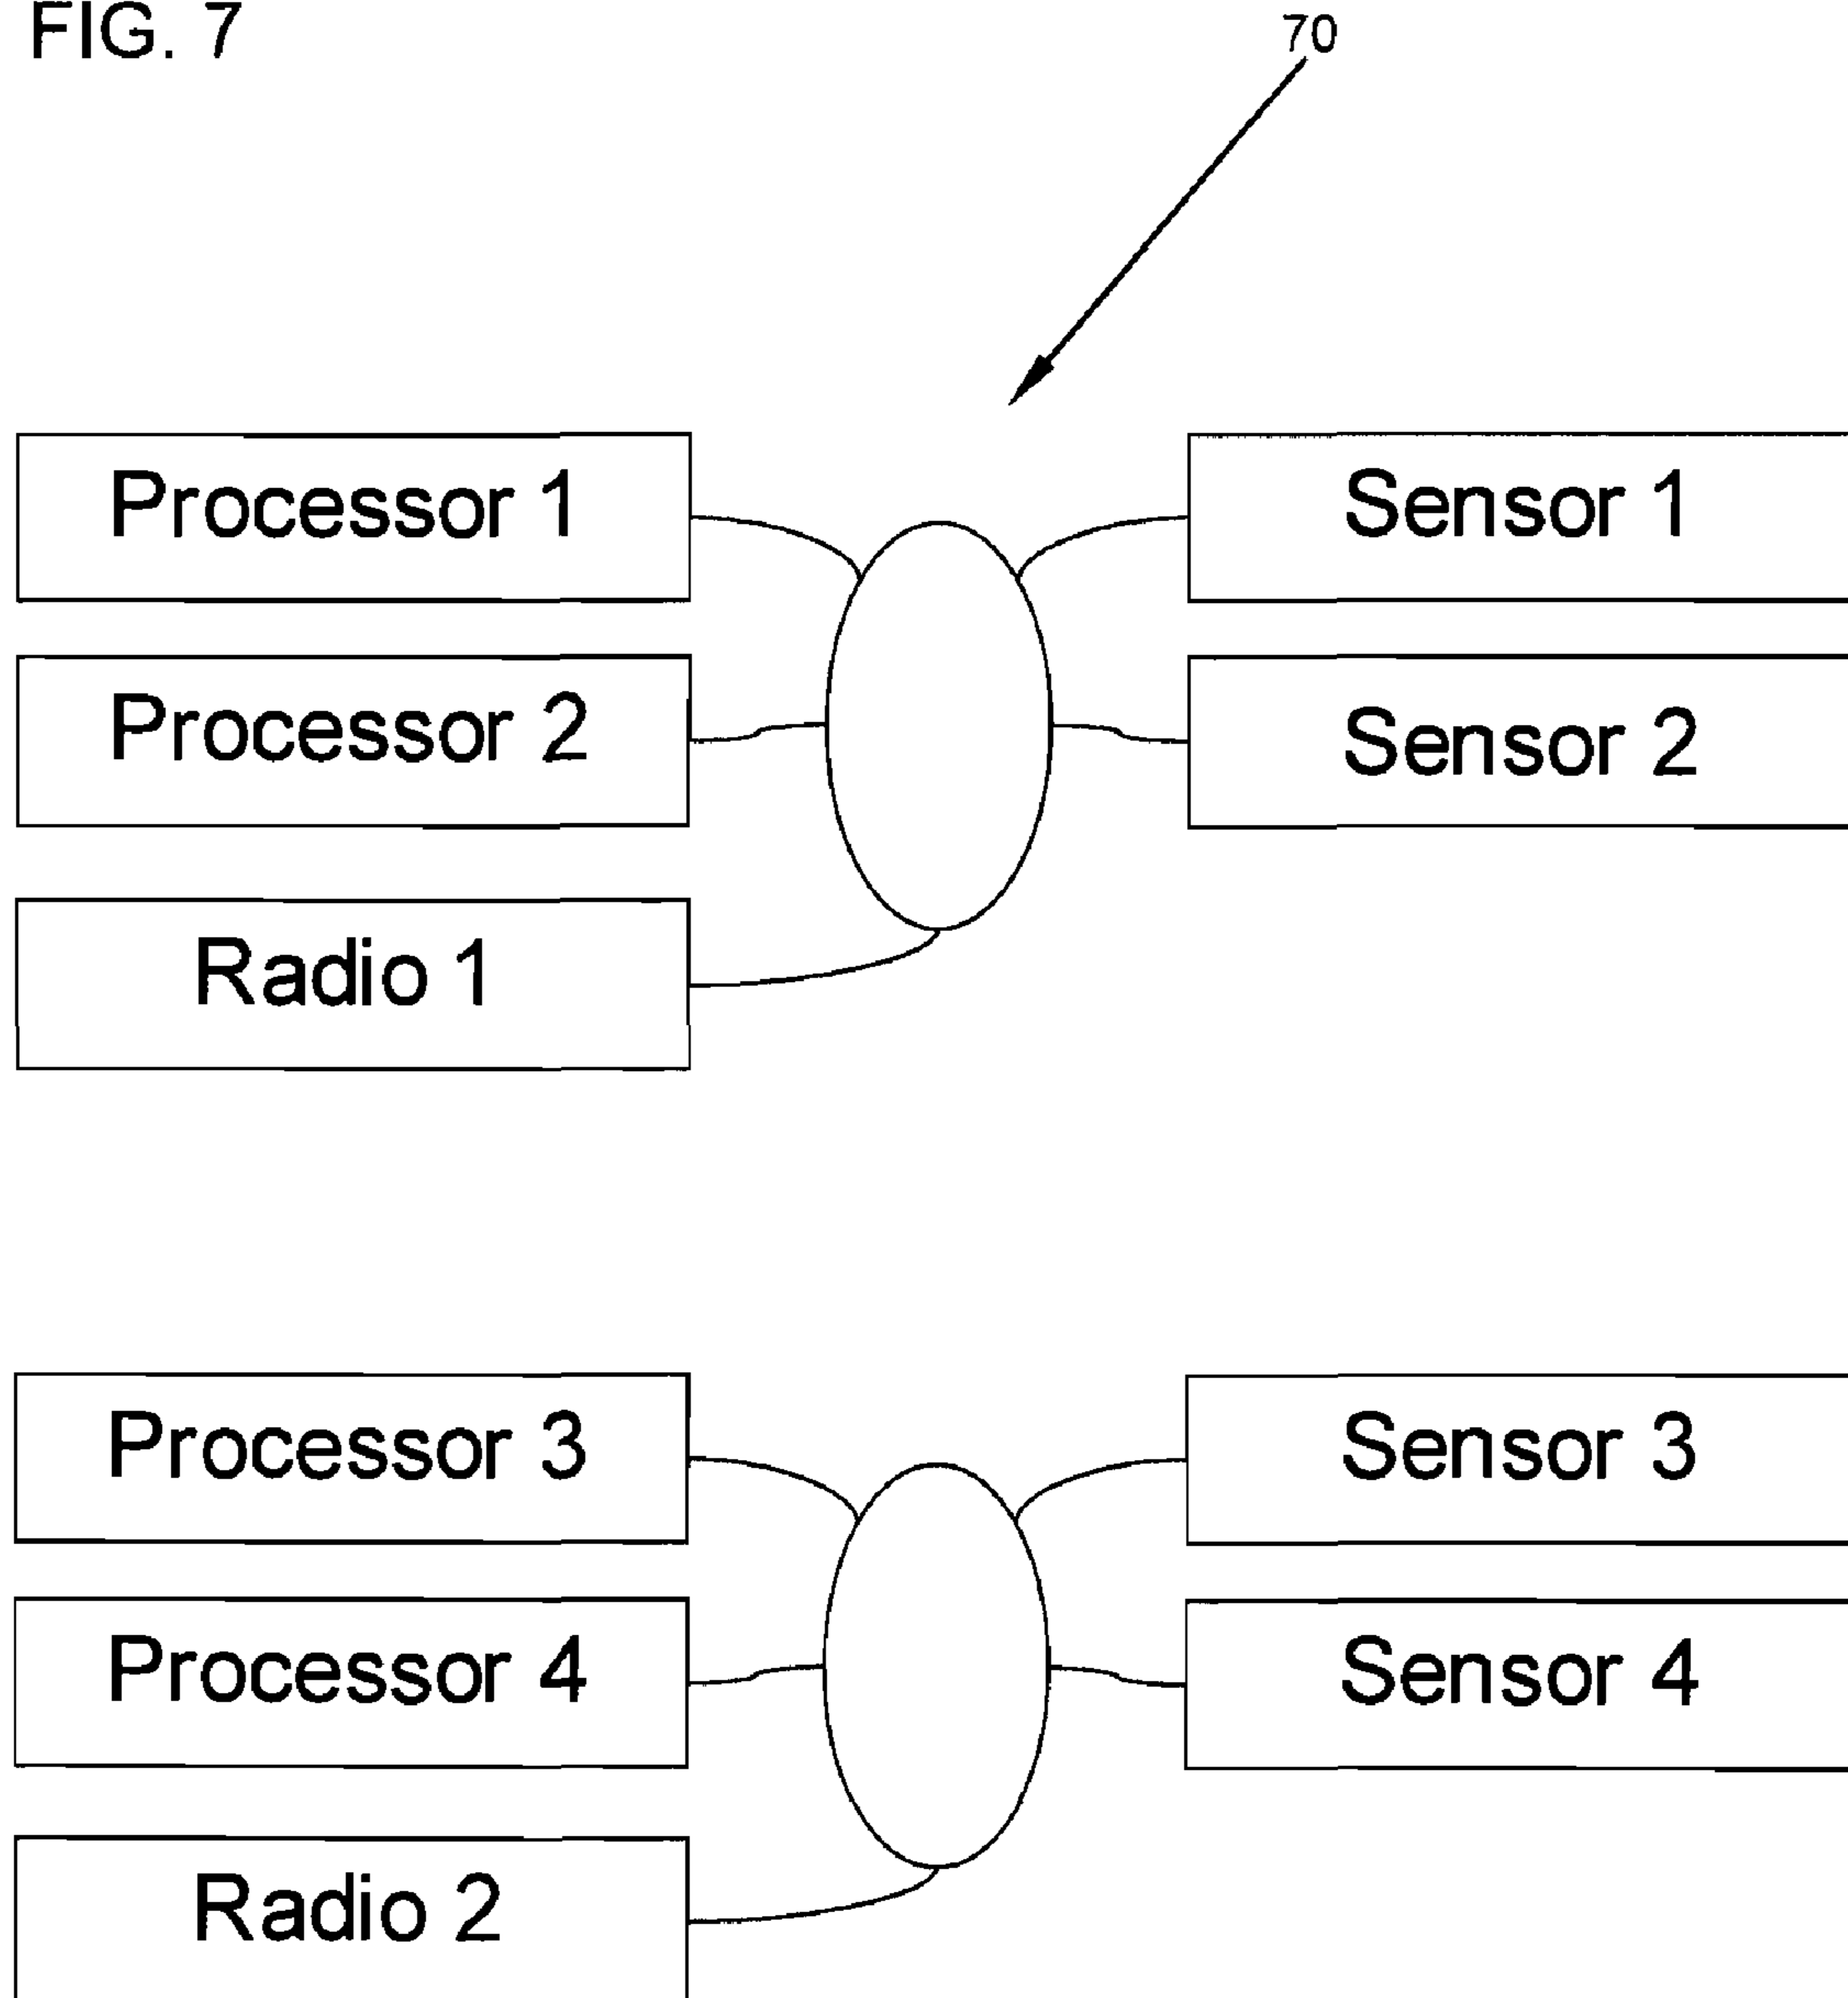 FIG. 7
70
Processor 1
Sensor 1
Processor 2
Sensor 2
Radio 1
Processor 3
Sensor 3
Processor 4
Sensor 4
Radio 2